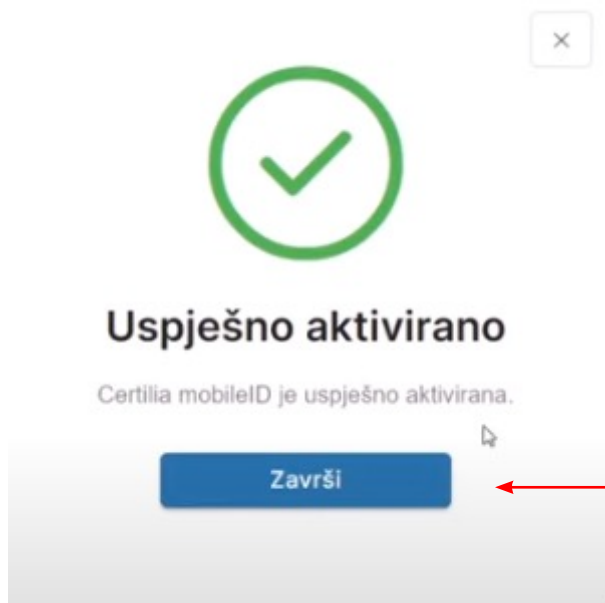 Uspješno aktivirano
Certilia mobileID je uspješno aktivirana.
Završi